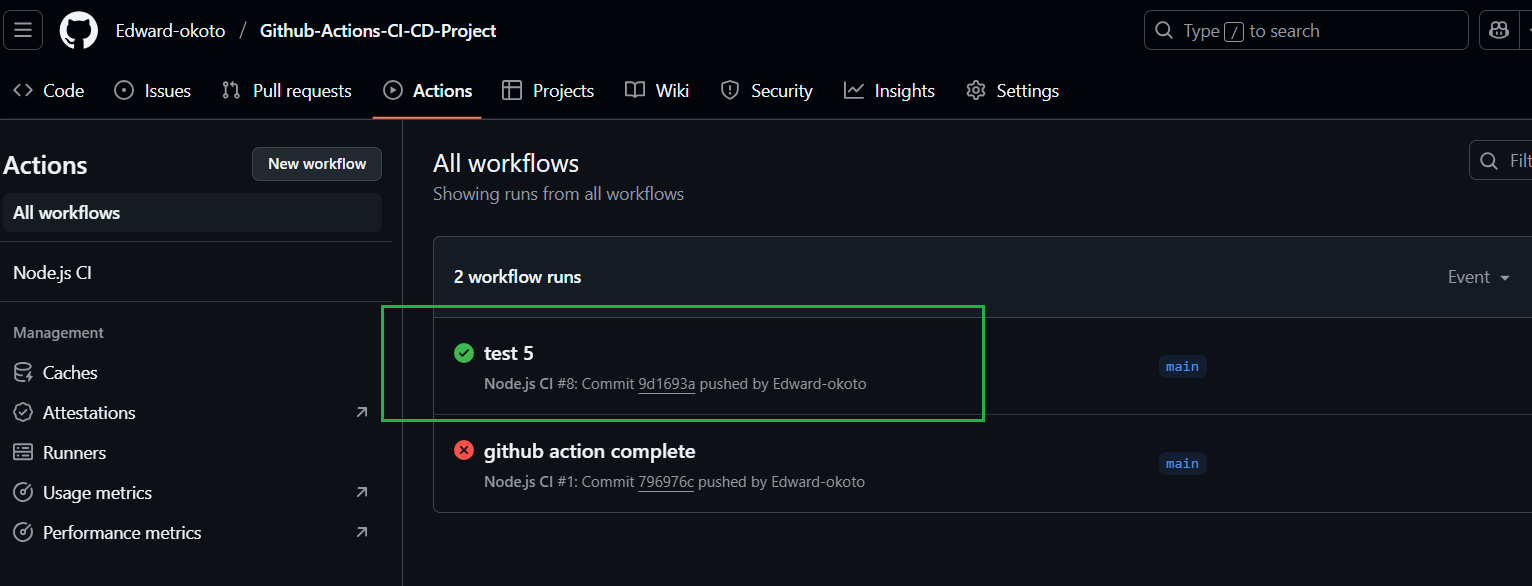 Edward-okoto / Github-Actions-CI-CD-Project
Type / to search
Code Issues Pull requests Actions Projects Wiki Security Insights Settings
Actions
New workflow
All workflows
Node.js CI
Management
Caches
Attestations
Runners
Usage metrics
Performance metrics
All workflows
Showing runs from all workflows
Filt
2 workflow runs
Event
test 5
Node.js CI #8: Commit 9d1693a pushed by Edward-okoto
main
github action complete
Node.js CI #1: Commit 796976c pushed by Edward-okoto
main